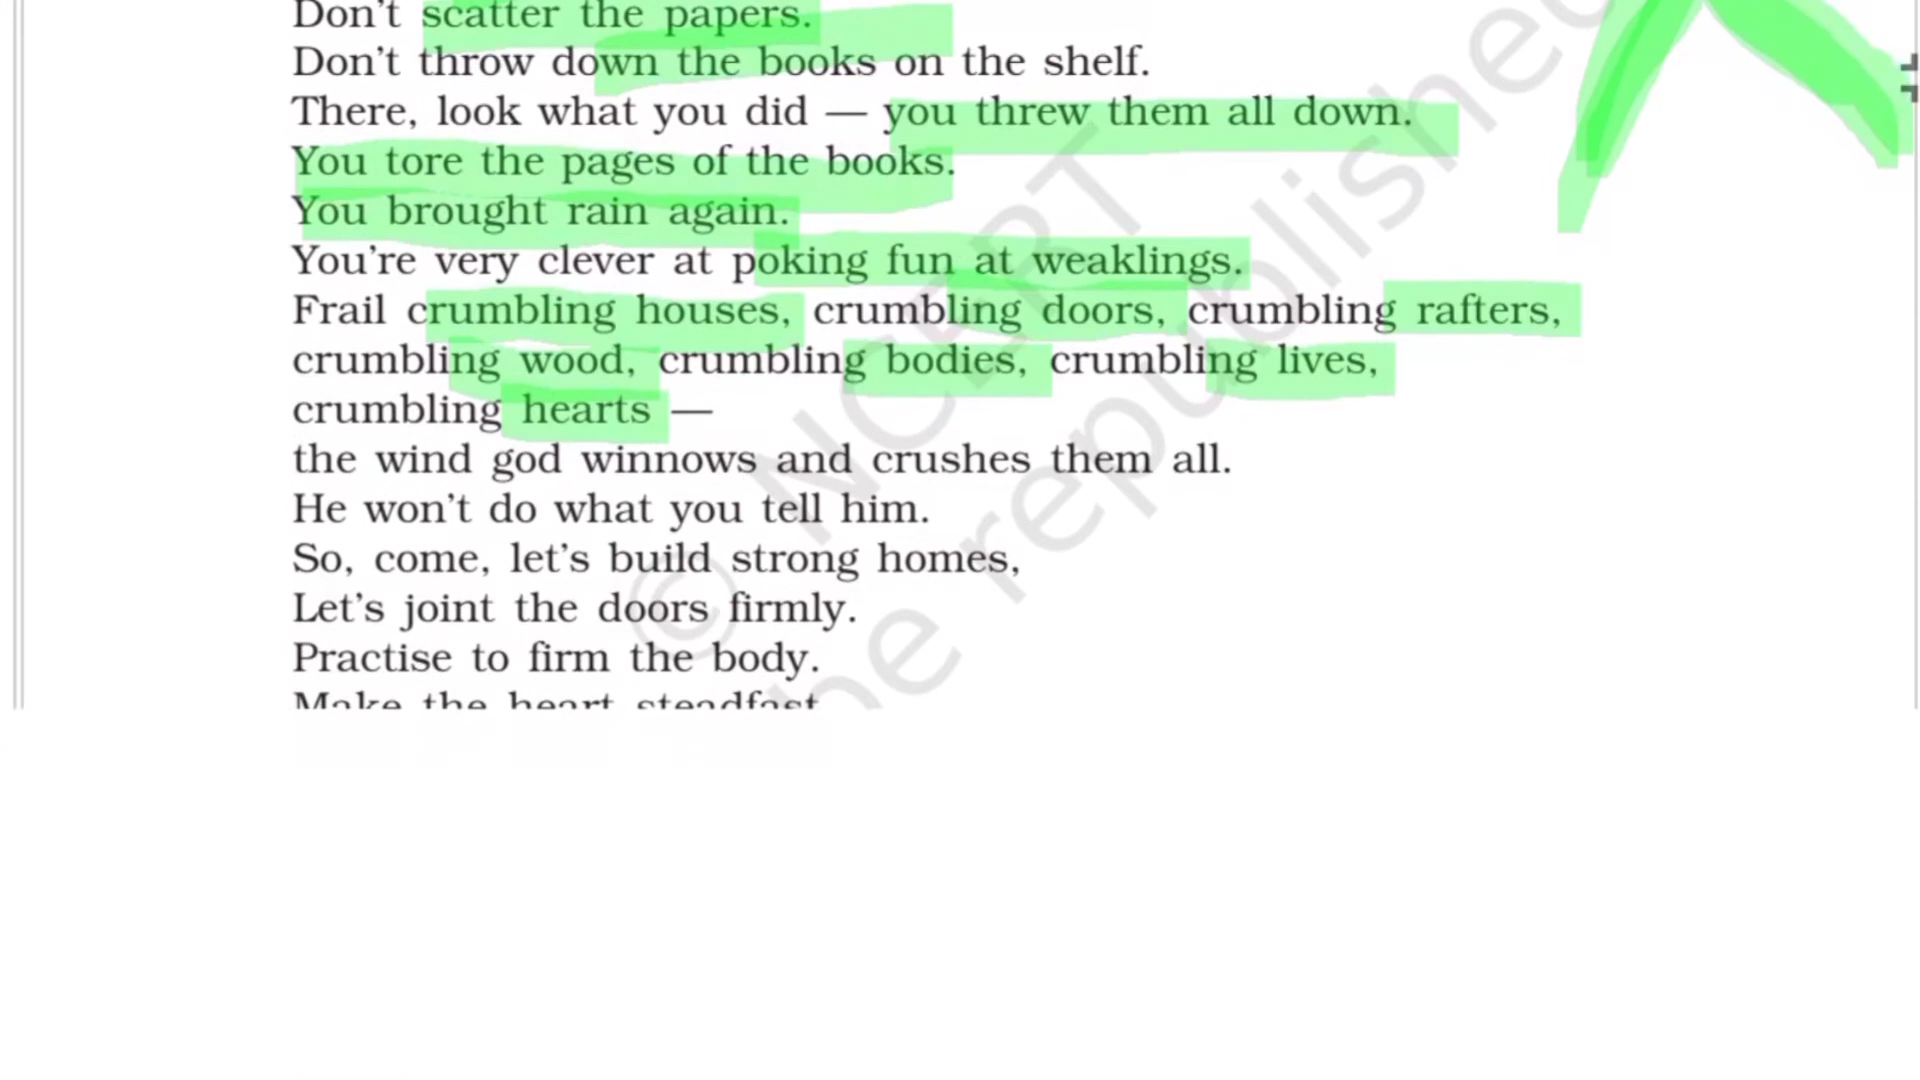 Don't scatter the papers.
Don't throw down the books on the shelf.
There, look what you did — you threw them all down.
You tore the pages of the books.
You brought rain again.
You're very clever at poking fun at weaklings.
Frail crumbling houses, crumbling doors, crumbling rafters,
crumbling wood, crumbling bodies, crumbling lives,
crumbling hearts —
the wind god winnows and crushes them all.
He won't do what you tell him.
So, come, let's build strong homes,
Let's joint the doors firmly.
Practise to firm the body.
Make the heart steadfast
© NCERT
he republished